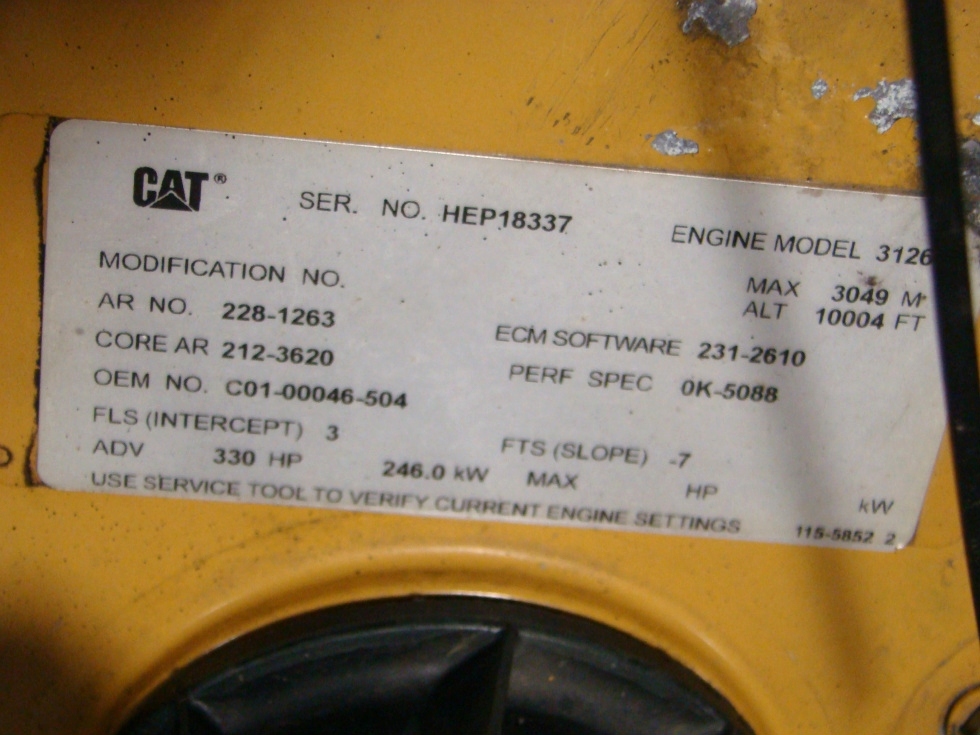 CAT® SER. NO. HEP18337 ENGINE MODEL 3126
MODIFICATION NO. MAX 3049 M
AR NO. 228-1263 ALT 10004 FT
CORE AR 212-3620 ECM SOFTWARE 231-2610
OEM NO. C01-00046-504 PERF SPEC 0K-5088
FLS (INTERCEPT) 3 FTS (SLOPE) -7
ADV 330 HP 246.0 kW MAX HP kW
USE SERVICE TOOL TO VERIFY CURRENT ENGINE SETTINGS 115-5852 2